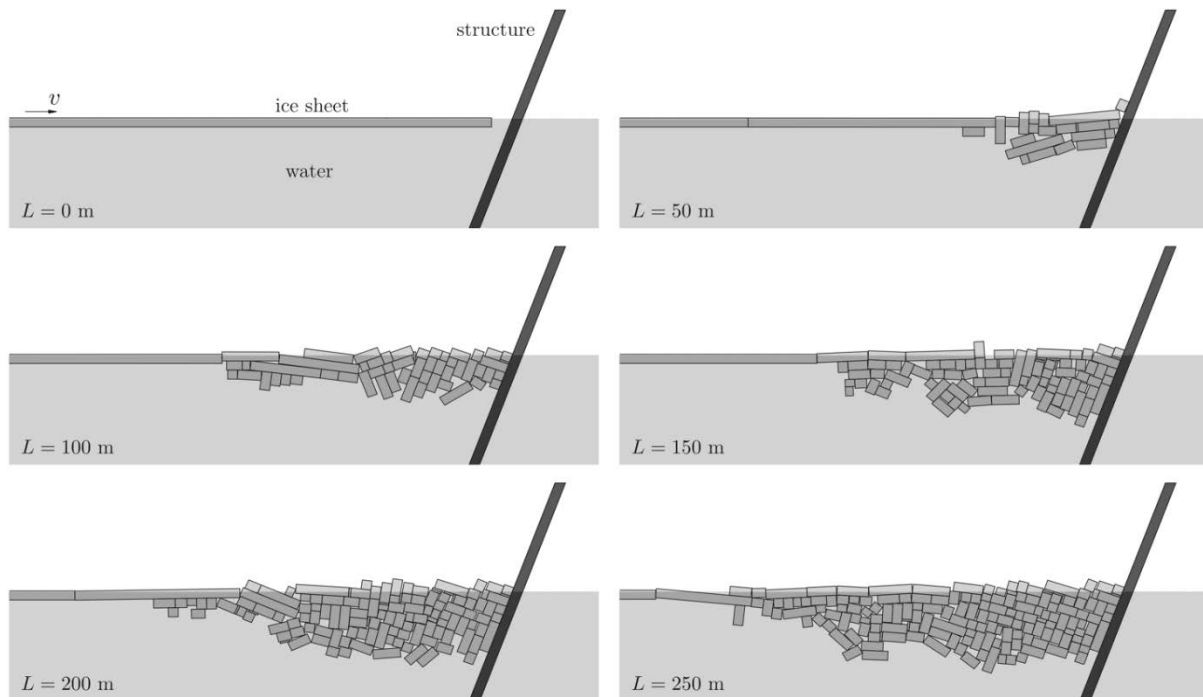 structure
v
ice sheet
water
L = 0 m
L = 50 m
L = 100 m
L = 150 m
L = 200 m
L = 250 m